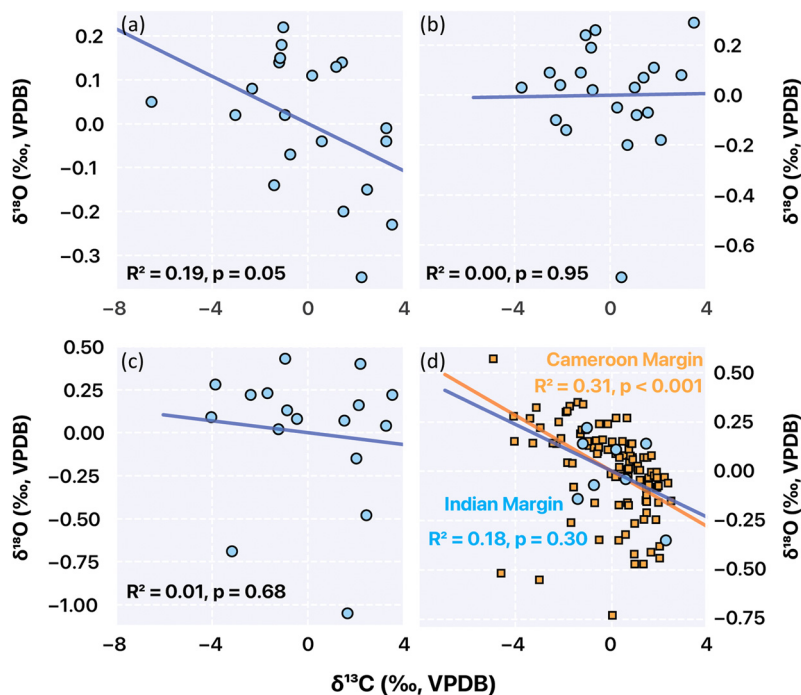 (a)
(b)
0.2
0.1
0.0
−0.1
−0.2
−0.3
δ¹⁸O (‰, VPDB)
R² = 0.19, p = 0.05
−8
−4
0
4
0.2
0.0
−0.2
−0.4
−0.6
δ¹⁸O (‰, VPDB)
R² = 0.00, p = 0.95
−4
0
4
(c)
0.50
0.25
0.00
−0.25
−0.50
−0.75
−1.00
δ¹⁸O (‰, VPDB)
R² = 0.01, p = 0.68
−8
−4
0
4
(d)
Cameroon Margin
R² = 0.31, p < 0.001
Indian Margin
R² = 0.18, p = 0.30
0.50
0.25
0.00
−0.25
−0.50
−0.75
δ¹⁸O (‰, VPDB)
−4
0
4
δ¹³C (‰, VPDB)